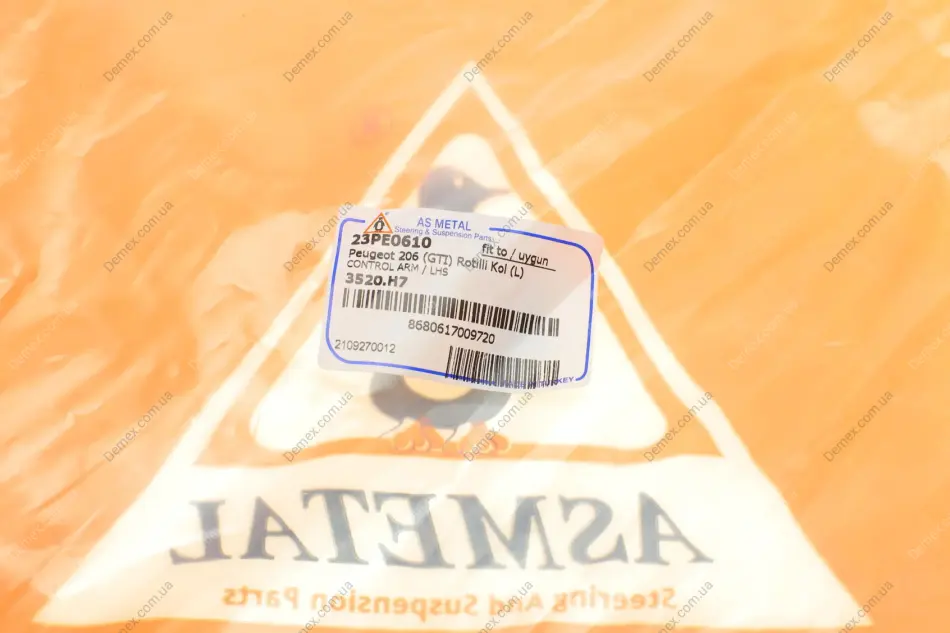 AS METAL
Steering & Suspension Parts
23PE0610
fit to / uygun
Peugeot 206 (GTI) Rotilli Kol (L)
CONTROL ARM / LHS
3520.H7
8680617009720
2109270012
TURKEY
ASMETAL
Steering And Suspension Parts
Demex.com.ua